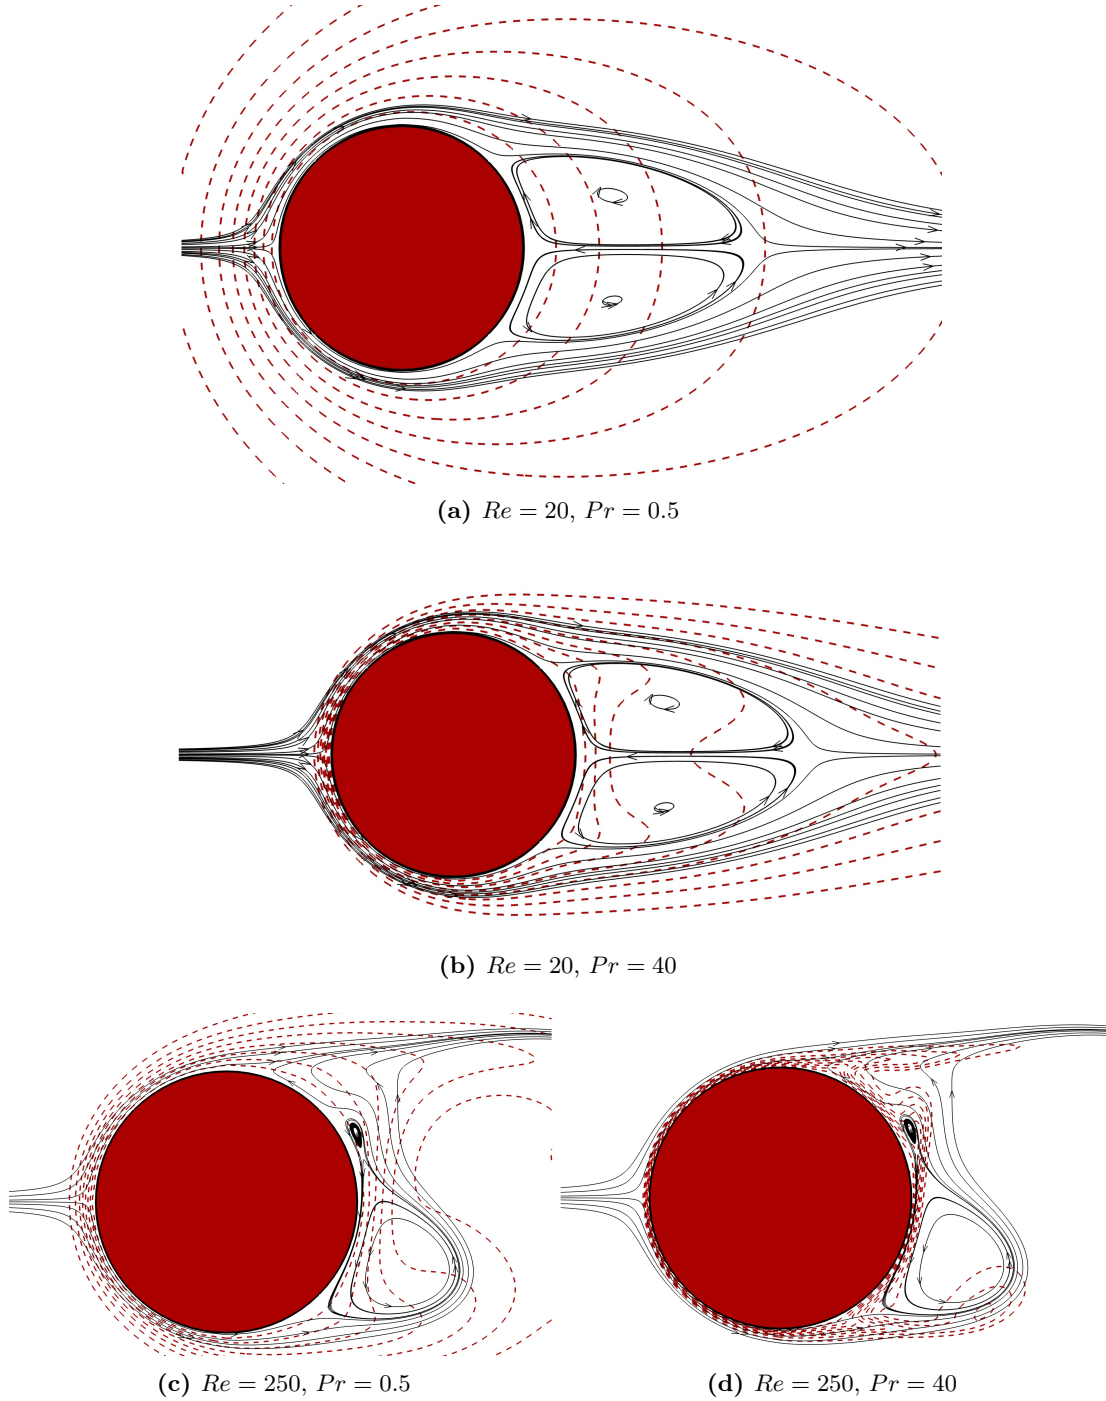 (a) Re = 20, Pr = 0.5
(b) Re = 20, Pr = 40
(c) Re = 250, Pr = 0.5
(d) Re = 250, Pr = 40